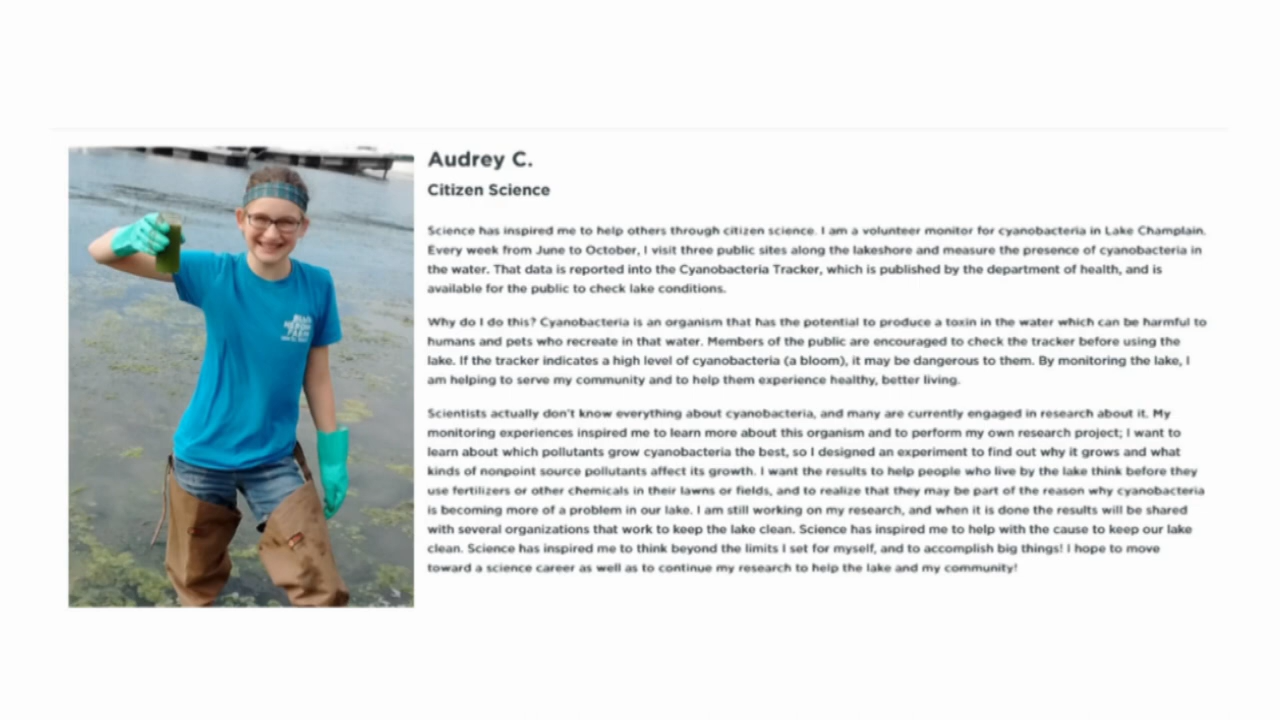 Audrey C.
Citizen Science
Science has inspired me to help others through citizen science. I am a volunteer monitor for cyanobacteria in Lake Champlain.
Every week from June to October, I visit three public sites along the lakeshore and measure the presence of cyanobacteria in
the water. That data is reported into the Cyanobacteria Tracker, which is published by the department of health, and is
available for the public to check lake conditions.
Why do I do this? Cyanobacteria is an organism that has the potential to produce a toxin in the water which can be harmful to
humans and pets who recreate in that water. Members of the public are encouraged to check the tracker before using the
lake. If the tracker indicates a high level of cyanobacteria (a bloom), it may be dangerous to them. By monitoring the lake, I
am helping to serve my community and to help them experience healthy, better living.
Scientists actually don't know everything about cyanobacteria, and many are currently engaged in research about it. My
monitoring experiences inspired me to learn more about this organism and to perform my own research project; I want to
learn about which pollutants grow cyanobacteria the best, so I designed an experiment to find out why it grows and what
kinds of nonpoint source pollutants affect its growth. I want the results to help people who live by the lake think before they
use fertilizers or other chemicals in their lawns or fields, and to realize that they may be part of the reason why cyanobacteria
is becoming more of a problem in our lake. I am still working on my research, and when it is done the results will be shared
with several organizations that work to keep the lake clean. Science has inspired me to help with the cause to keep our lake
clean. Science has inspired me to think beyond the limits I set for myself, and to accomplish big things! I hope to move
toward a science career as well as to continue my research to help the lake and my community!